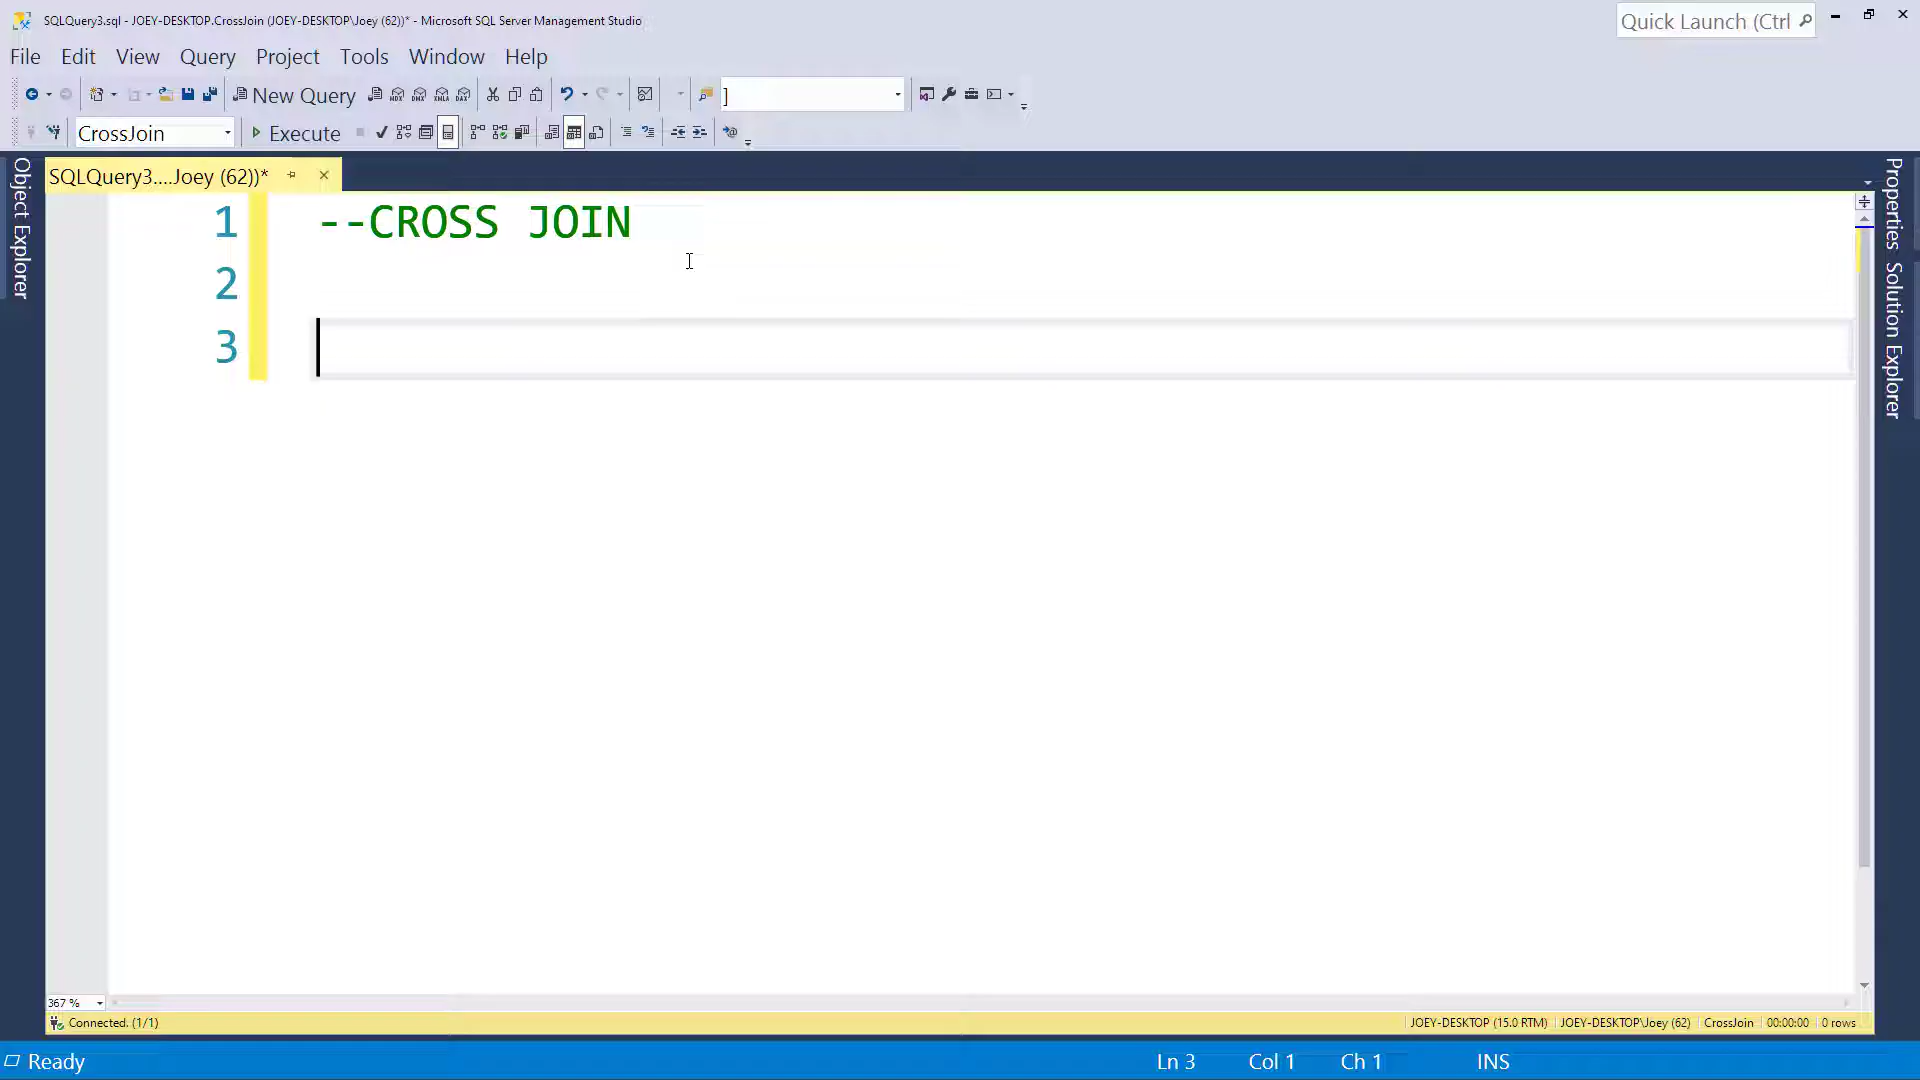 SQLQuery3.sql - JOEY-DESKTOP.CrossJoin (JOEY-DESKTOP\Joey (62))* - Microsoft SQL Server Management Studio
Quick Launch (Ctrl
File Edit View Query Project Tools Window Help
New Query
]
CrossJoin
Execute
Object Explorer
SQLQuery3....Joey (62))*
1 --CROSS JOIN
2
3
Properties
Solution Explorer
367 %
Connected. (1/1)
JOEY-DESKTOP (15.0 RTM) JOEY-DESKTOP\Joey (62) CrossJoin 00:00:00 0 rows
Ready
Ln 3 Col 1 Ch 1 INS